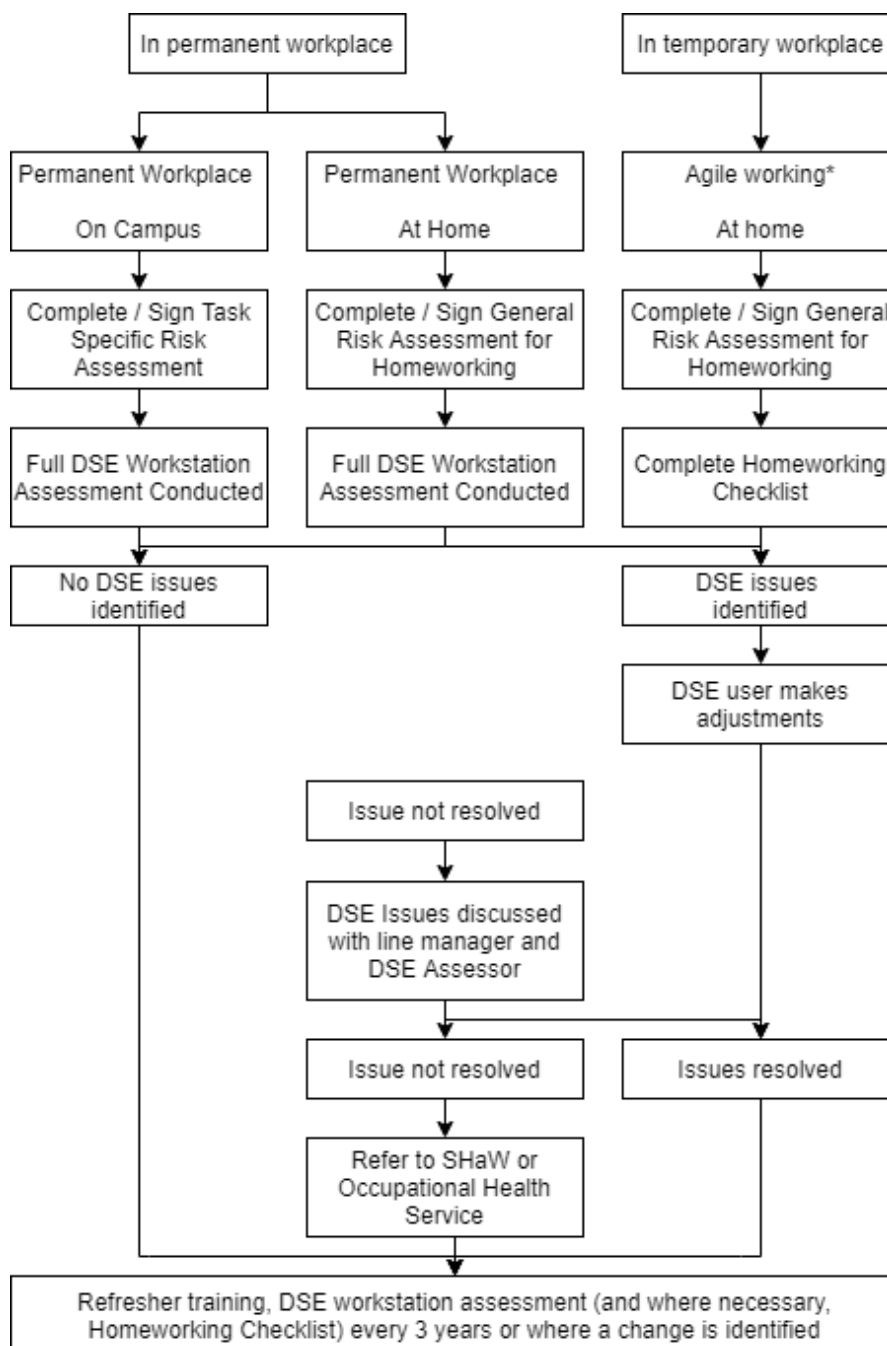 In permanent workplace
In temporary workplace
Permanent Workplace
On Campus
Permanent Workplace
At Home
Agile working*
At home
Complete / Sign Task
Specific Risk
Assessment
Complete / Sign General
Risk Assessment for
Homeworking
Complete / Sign General
Risk Assessment for
Homeworking
Full DSE Workstation
Assessment Conducted
Full DSE Workstation
Assessment Conducted
Complete Homeworking
Checklist
No DSE issues
identified
DSE issues
identified
DSE user makes
adjustments
Issue not resolved
DSE Issues discussed
with line manager and
DSE Assessor
Issue not resolved
Issues resolved
Refer to SHaW or
Occupational Health
Service
Refresher training, DSE workstation assessment (and where necessary,
Homeworking Checklist) every 3 years or where a change is identified